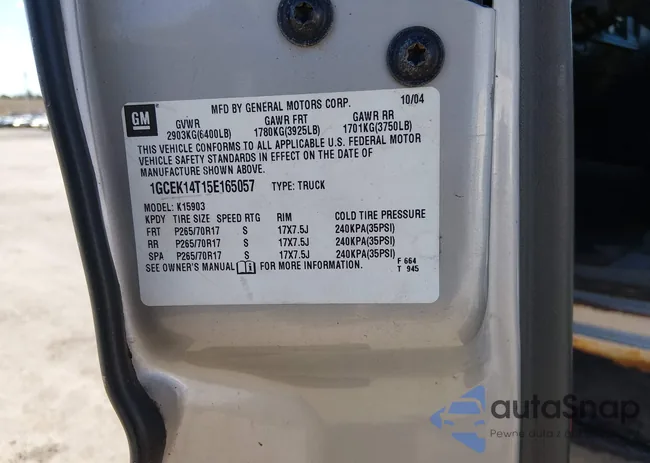 GM
MFD BY GENERAL MOTORS CORP. 10/04
GVWR GAWR FRT GAWR RR
2903KG(6400LB) 1780KG(3925LB) 1701KG(3750LB)
THIS VEHICLE CONFORMS TO ALL APPLICABLE U.S. FEDERAL MOTOR
VEHICLE SAFETY STANDARDS IN EFFECT ON THE DATE OF
MANUFACTURE SHOWN ABOVE.
1GCEK14T15E165057 TYPE: TRUCK
MODEL: K15903
KPDY TIRE SIZE SPEED RTG RIM COLD TIRE PRESSURE
FRT P265/70R17 S 17X7.5J 240KPA(35PSI)
RR P265/70R17 S 17X7.5J 240KPA(35PSI)
SPA P265/70R17 S 17X7.5J 240KPA(35PSI)
SEE OWNER'S MANUAL FOR MORE INFORMATION.
F 664
T 945
autoSnap
Pewne auta z